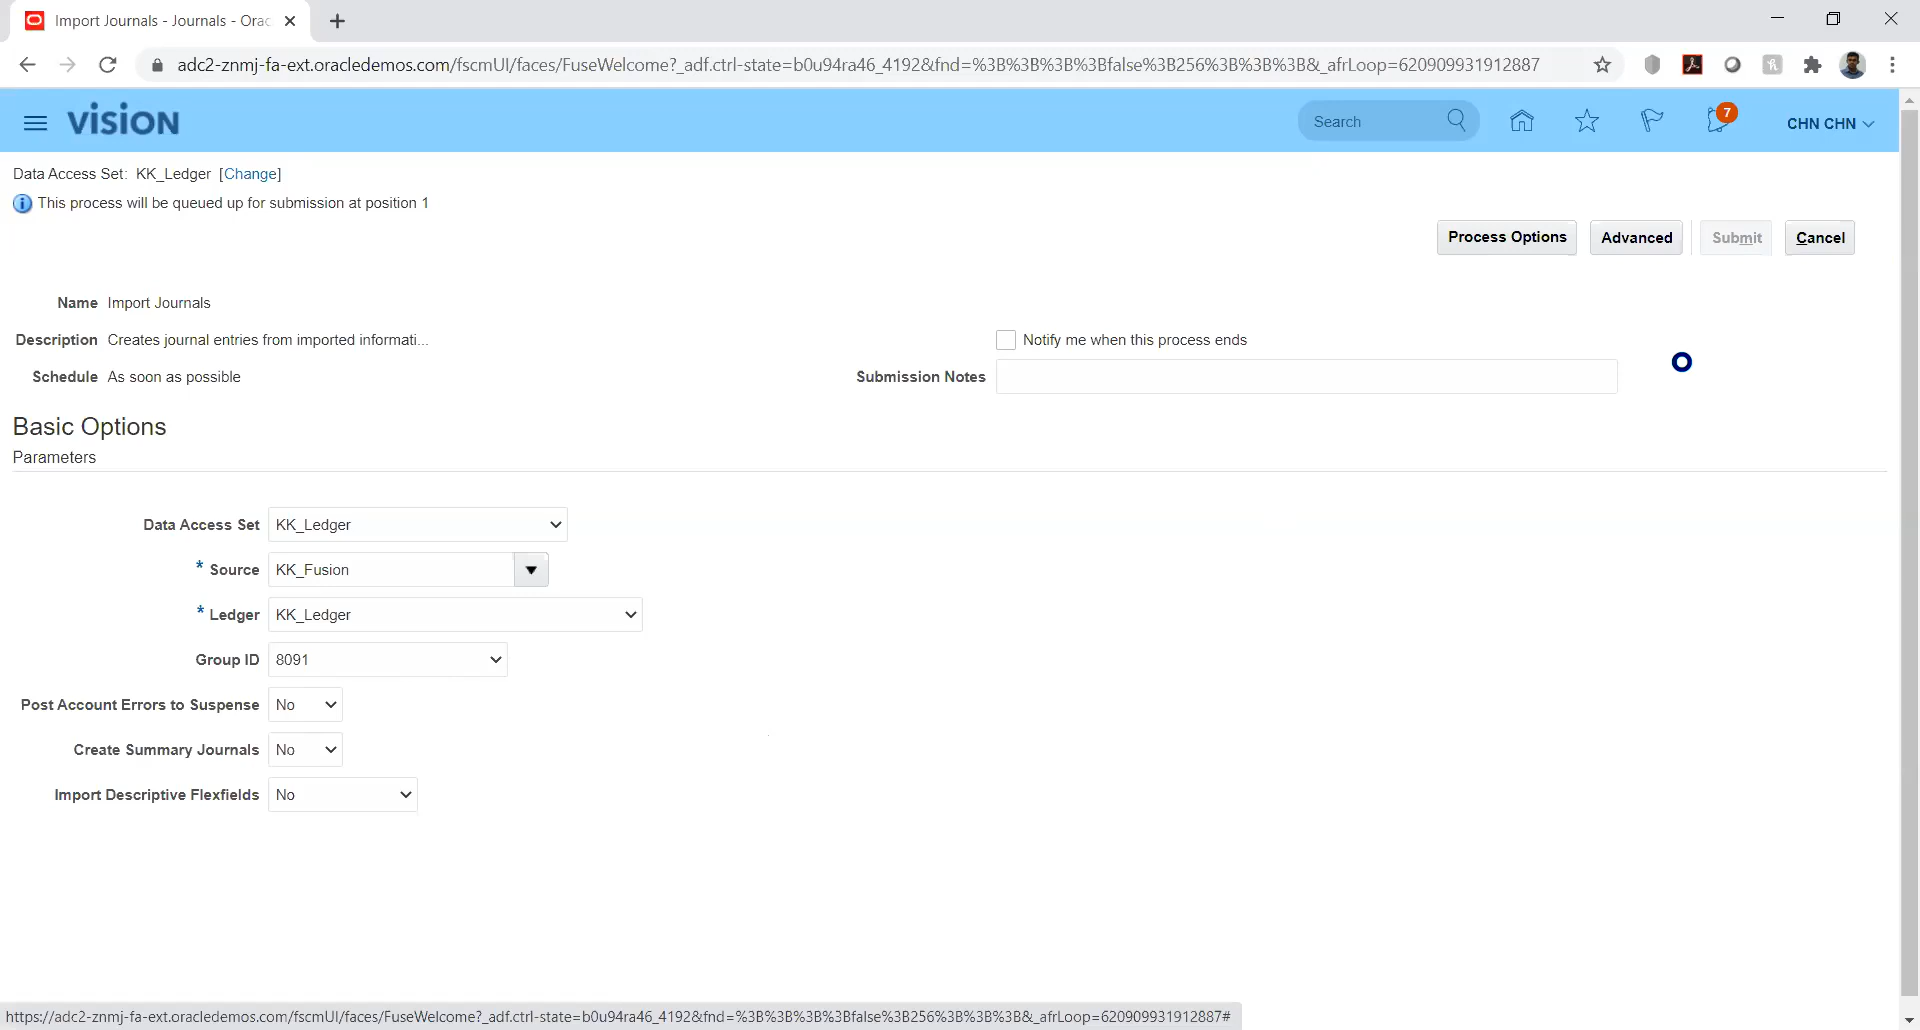 Import Journals - Journals - Orac
adc2-znmj-fa-ext.oracledemos.com/fscmUI/faces/FuseWelcome?_adf.ctrl-state=b0u94ra46_4192&fnd=%3B%3B%3B%3Bfalse%3B256%3B%3B%3B&_afrLoop=620909931912887
VISION
Search
7
CHN CHN
Data Access Set: KK_Ledger [Change]
This process will be queued up for submission at position 1
Process Options Advanced Submit Cancel
Name Import Journals
Description Creates journal entries from imported informati...
Notify me when this process ends
Schedule As soon as possible
Submission Notes
Basic Options
Parameters
Data Access Set KK_Ledger
* Source KK_Fusion
* Ledger KK_Ledger
Group ID 8091
Post Account Errors to Suspense No
Create Summary Journals No
Import Descriptive Flexfields No
https://adc2-znmj-fa-ext.oracledemos.com/fscmUI/faces/FuseWelcome?_adf.ctrl-state=b0u94ra46_4192&fnd=%3B%3B%3B%3Bfalse%3B256%3B%3B%3B&_afrLoop=620909931912887#